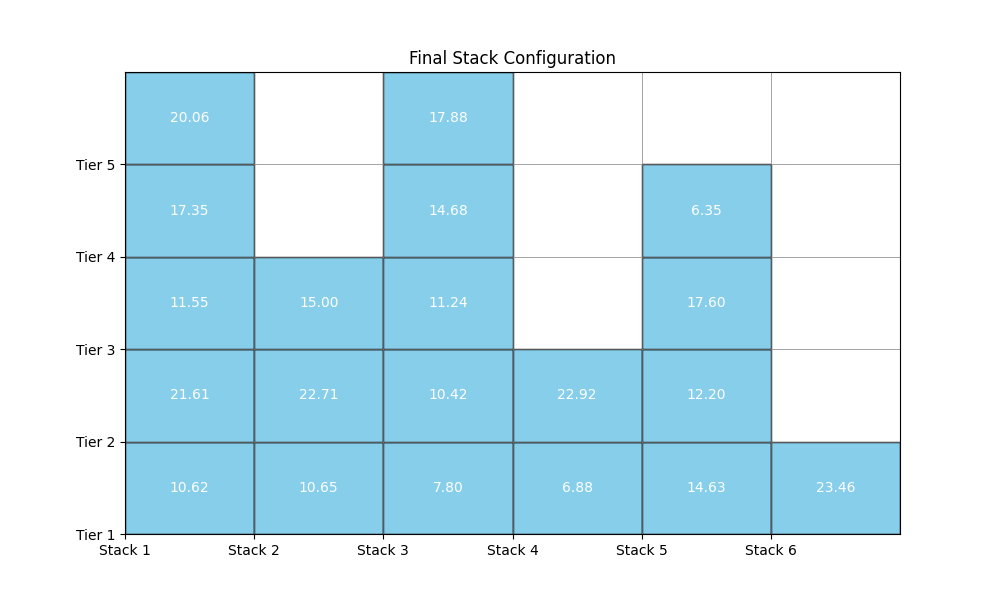 Final Stack Configuration
20.06 17.88
Tier 5
17.35 14.68 6.35
Tier 4
11.55 15.00 11.24 17.60
Tier 3
21.61 22.71 10.42 22.92 12.20
Tier 2
10.62 10.65 7.80 6.88 14.63 23.46
Tier 1
Stack 1 Stack 2 Stack 3 Stack 4 Stack 5 Stack 6